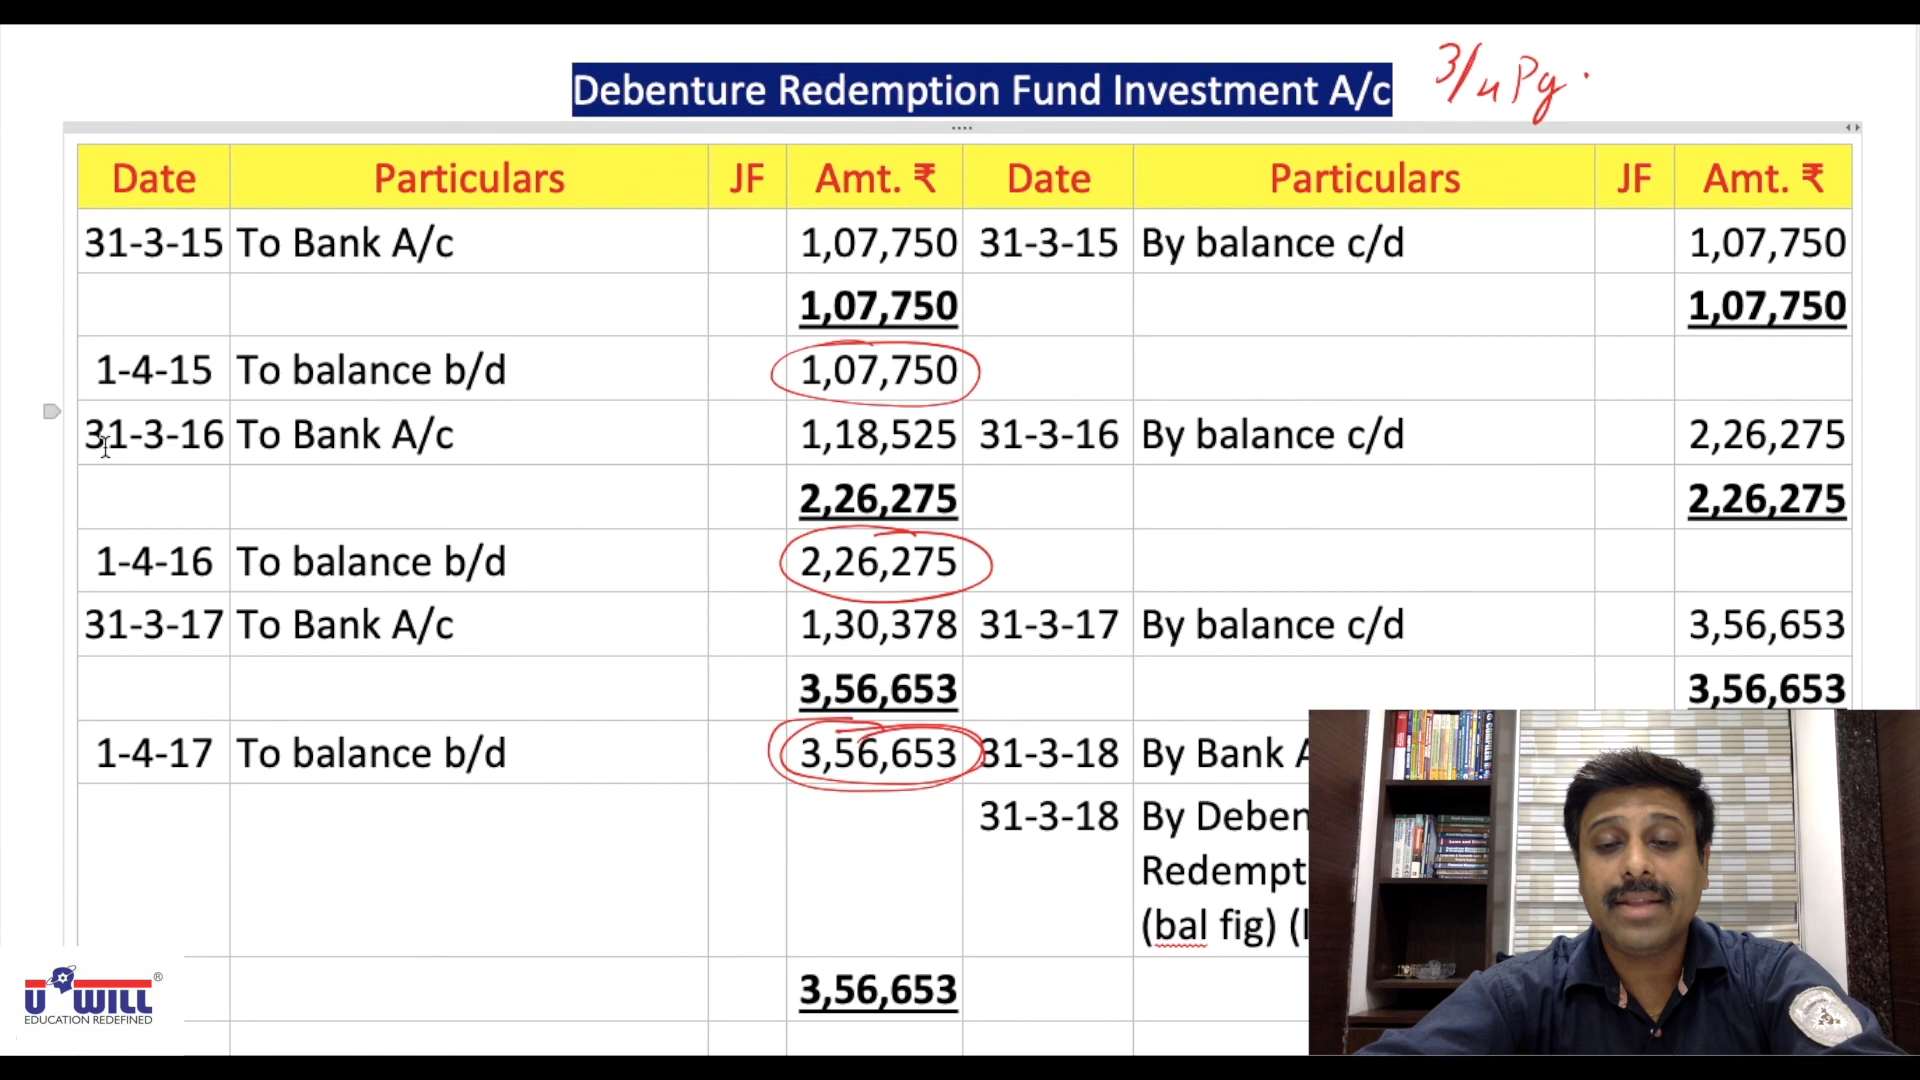 Debenture Redemption Fund Investment A/c 3/4 Pg.
Date Particulars JF Amt. ₹ Date Particulars JF Amt. ₹
31-3-15 To Bank A/c 1,07,750 31-3-15 By balance c/d 1,07,750
1,07,750 1,07,750
1-4-15 To balance b/d 1,07,750
31-3-16 To Bank A/c 1,18,525 31-3-16 By balance c/d 2,26,275
2,26,275 2,26,275
1-4-16 To balance b/d 2,26,275
31-3-17 To Bank A/c 1,30,378 31-3-17 By balance c/d 3,56,653
3,56,653 3,56,653
1-4-17 To balance b/d 3,56,653 31-3-18 By Bank A
31-3-18 By Deben
Redempt
(bal fig) (
3,56,653
U WILL ®
EDUCATION REDEFINED